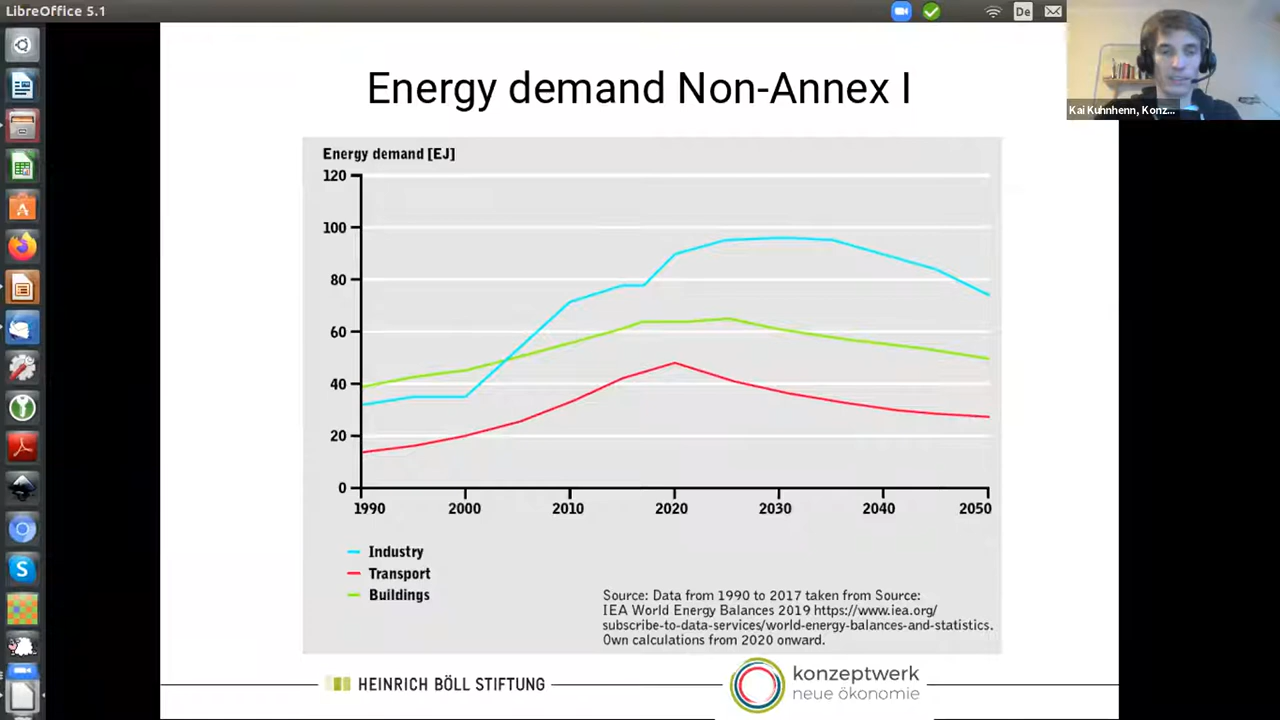 LibreOffice 5.1
De
Kai Kuhnhenn, Konz...
Energy demand Non-Annex I
Energy demand [EJ]
120
100
80
60
40
20
0
1990 2000 2010 2020 2030 2040 2050
Industry
Transport
Buildings
Source: Data from 1990 to 2017 taken from Source:
IEA World Energy Balances 2019 https://www.iea.org/
subscribe-to-data-services/world-energy-balances-and-statistics.
Own calculations from 2020 onward.
HEINRICH BÖLL STIFTUNG
konzeptwerk
neue ökonomie